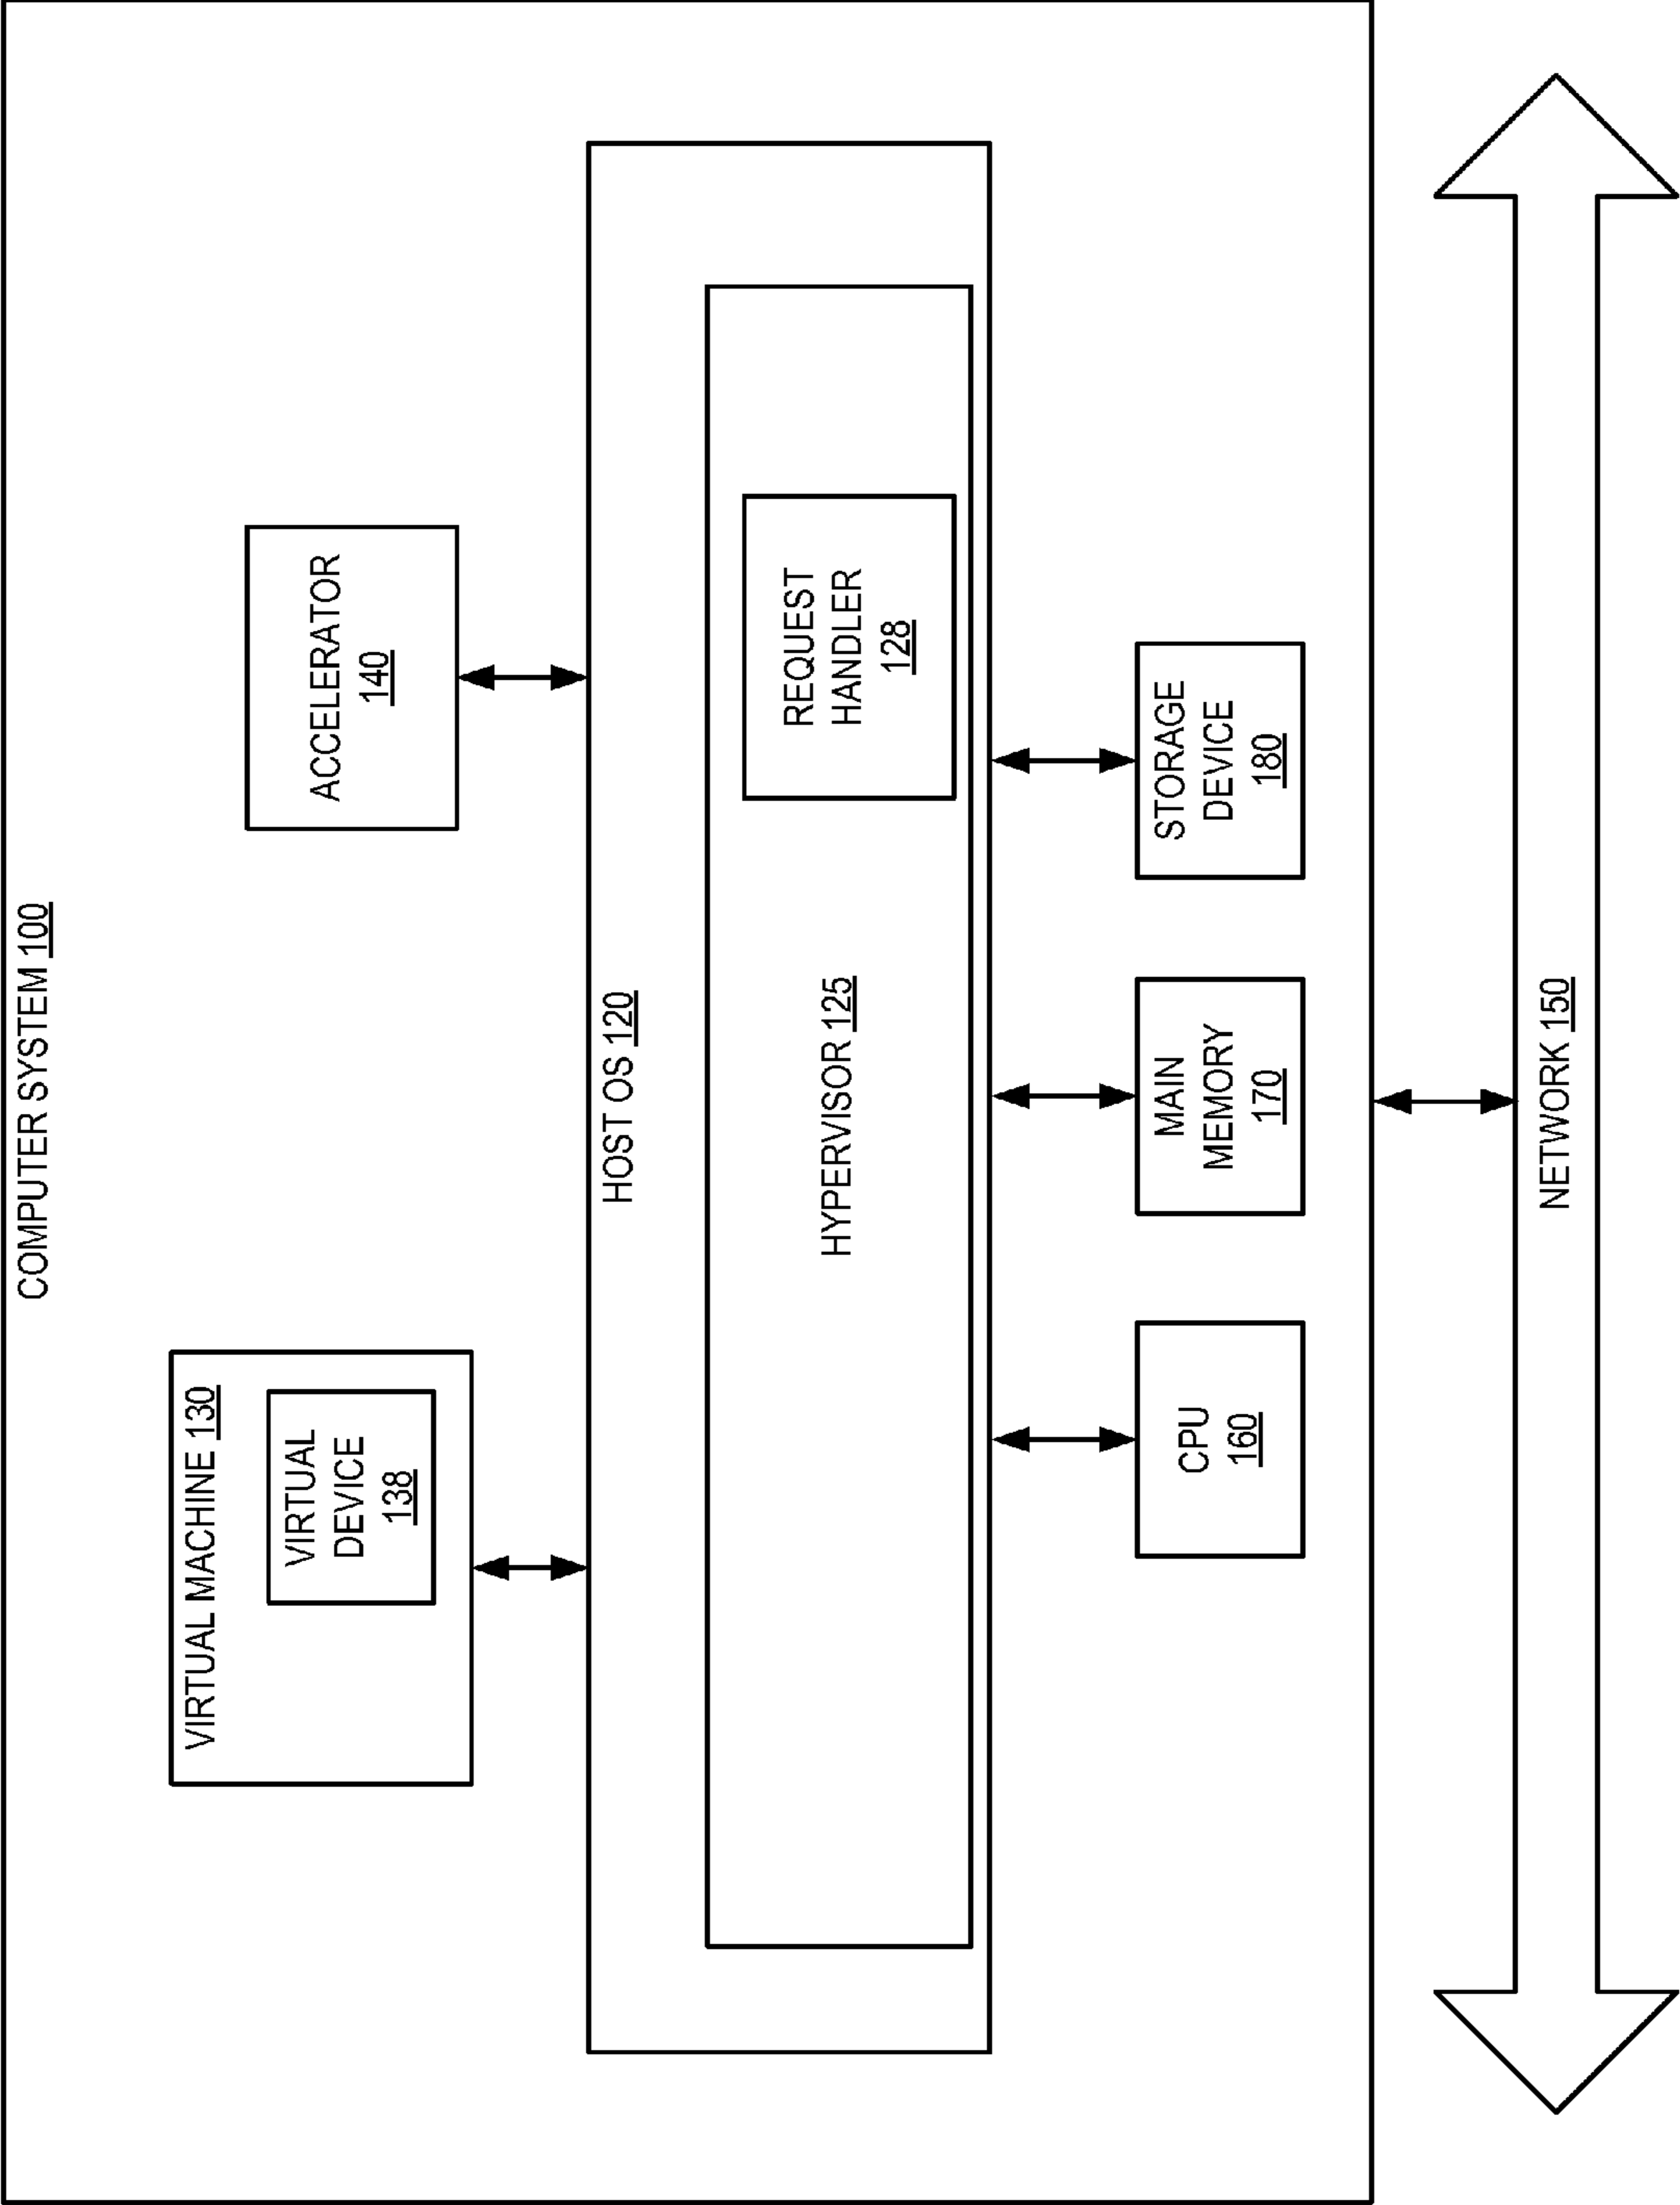 COMPUTER SYSTEM 100
VIRTUAL MACHINE 130
VIRTUAL
DEVICE
138
ACCELERATOR
140
HOST OS 120
HYPERVISOR 125
REQUEST
HANDLER
128
CPU
160
MAIN
MEMORY
170
STORAGE
DEVICE
180
NETWORK 150